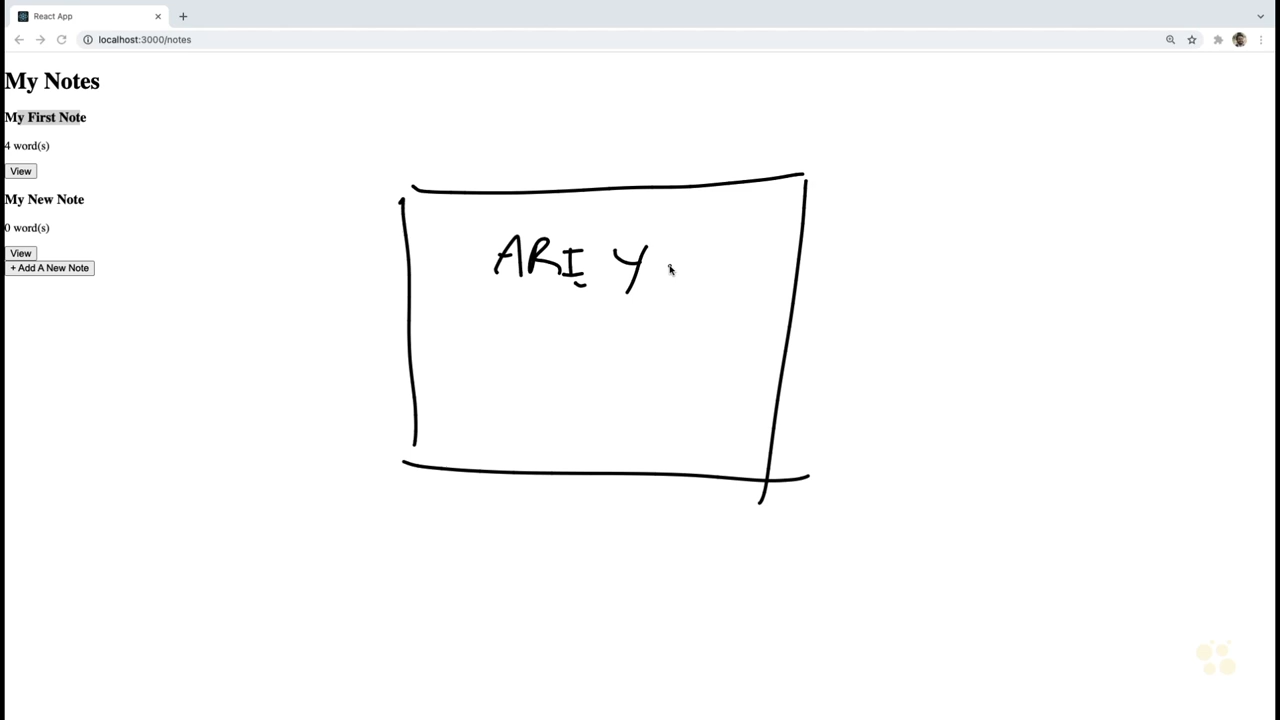 React App
localhost:3000/notes
My Notes
My First Note
4 word(s)
View
My New Note
0 word(s)
View
+ Add A New Note
ARI Y